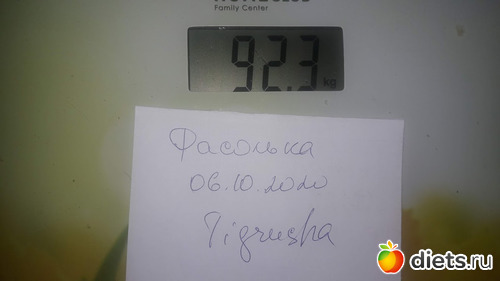 Family Center
92.3 kg
Фасолька
06.10.2020
Tigrusha
diets.ru